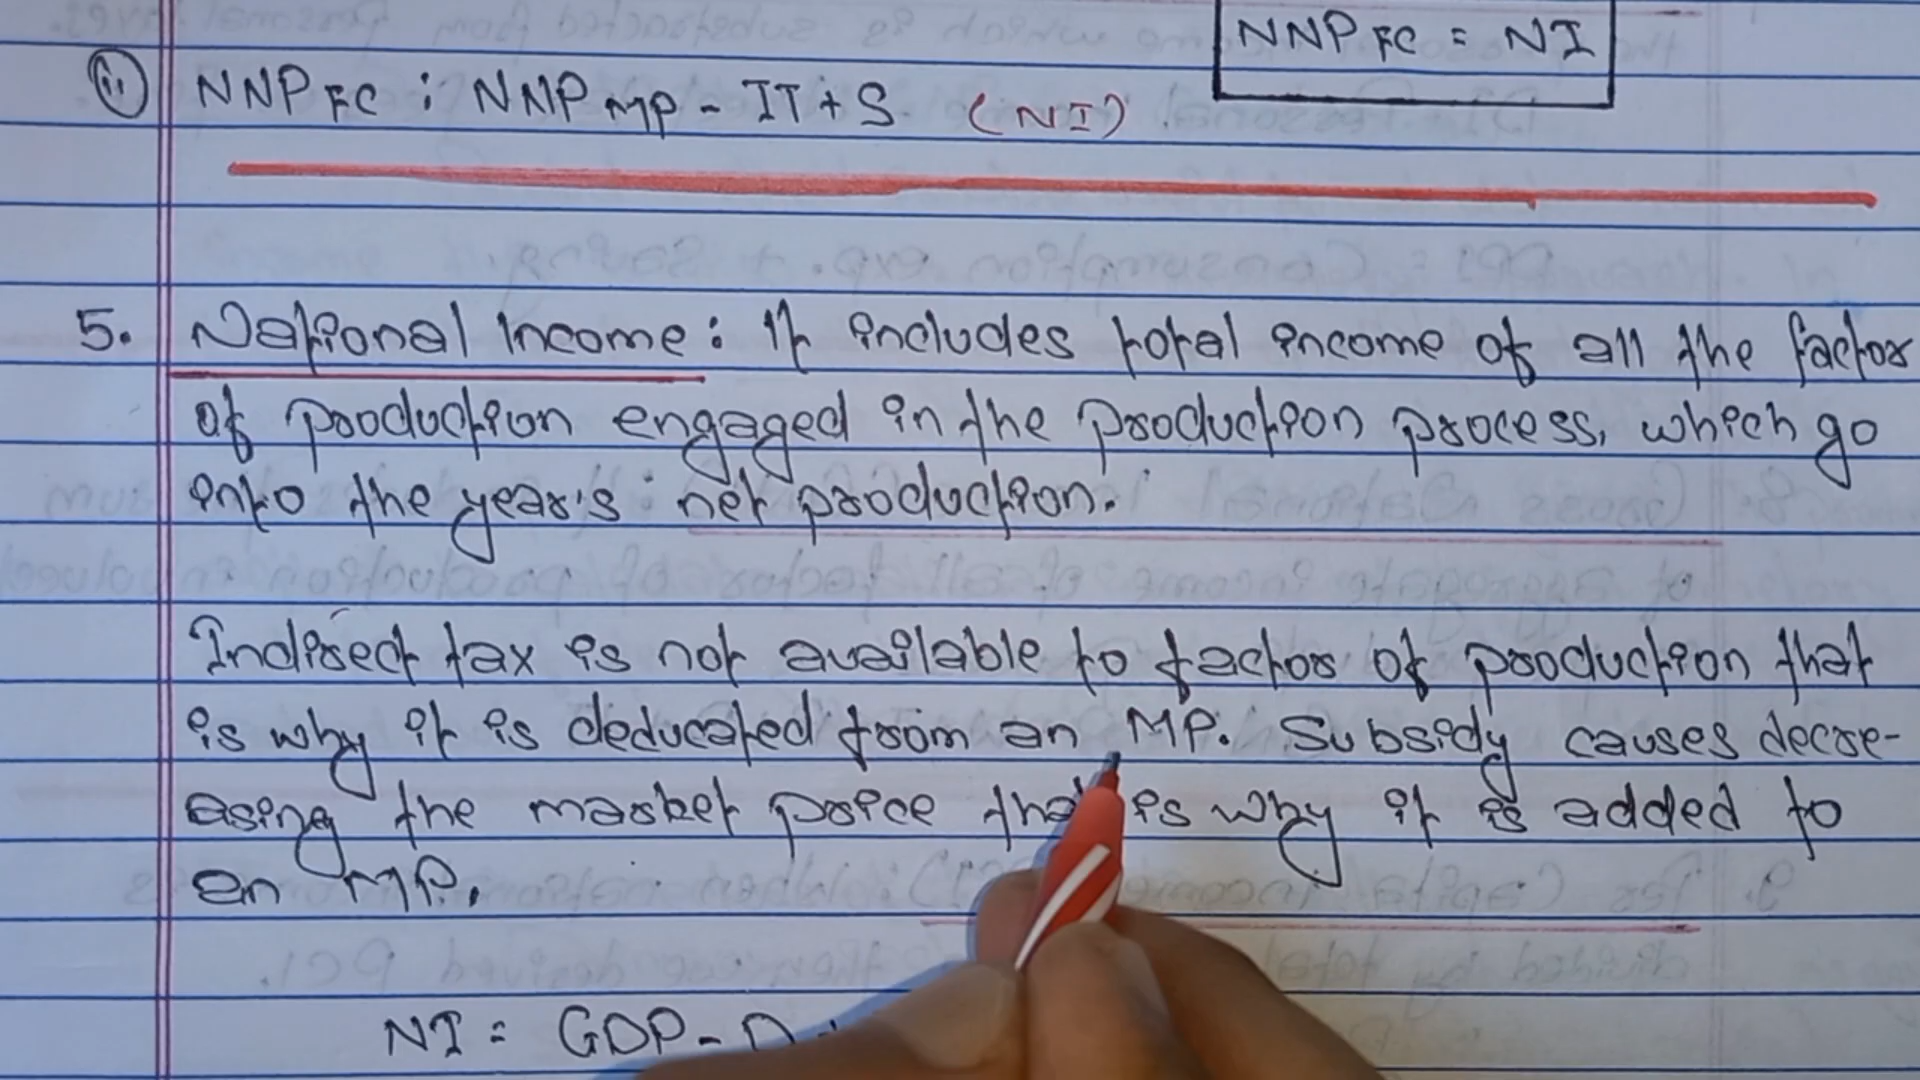 NNP FC = NI
(ii) NNP FC : NNP MP - IT + S (NI)
5. National Income : It includes total income of all the factor
of production engaged in the production process, which go
into the year's net production.
Indirect tax is not available to factor of production that
is why it is deducated from an MP. Subsidy causes decre-
asing the market price that is why it is added to
an MP.
NI = GDP - D +